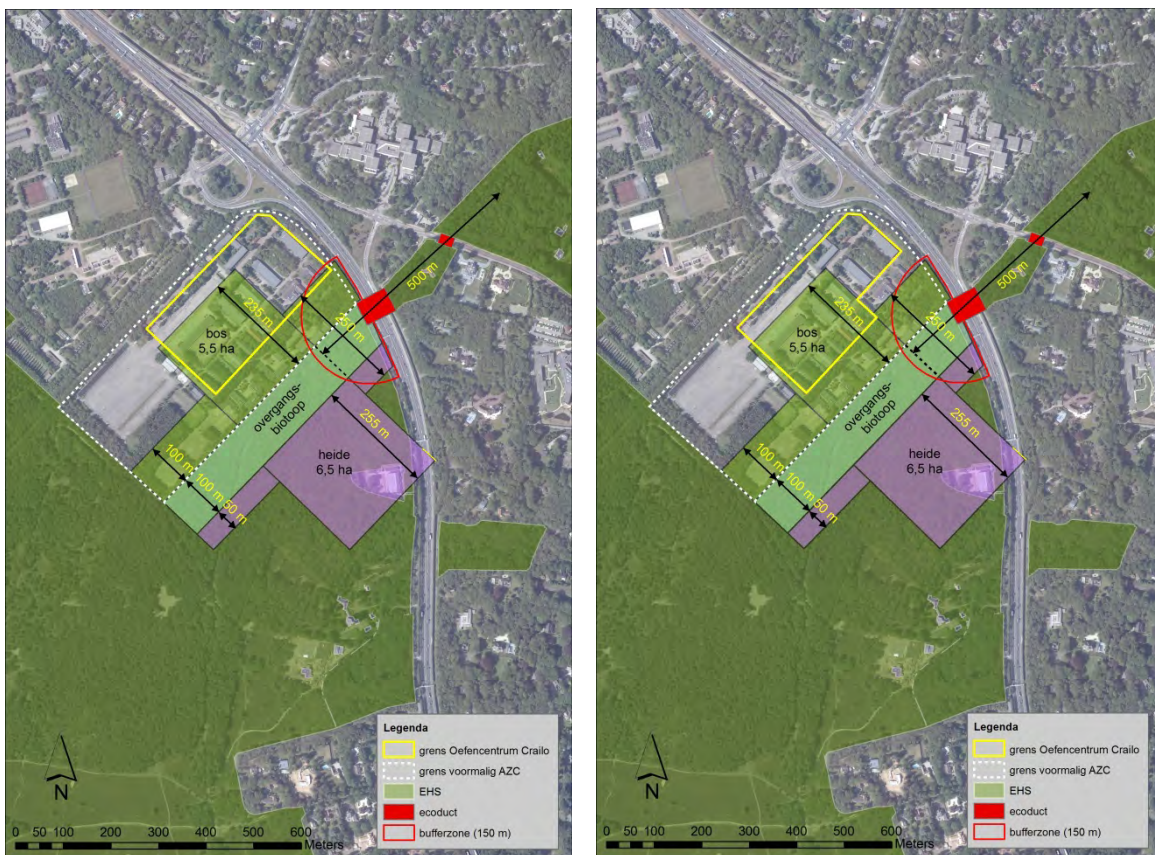 500 m
235 m
250 m
bos
5,5 ha
overgangs-
biotoop
255 m
heide
6,5 ha
100 m
100 m
50 m
Legenda
grens Oefencentrum Crailo
grens voormalig AZC
EHS
ecoduct
bufferzone (150 m)
N
0 50 100 200 300 400 500 600
Meters
500 m
235 m
250 m
bos
5,5 ha
overgangs-
biotoop
255 m
heide
6,5 ha
100 m
100 m
50 m
Legenda
grens Oefencentrum Crailo
grens voormalig AZC
EHS
ecoduct
bufferzone (150 m)
N
0 50 100 200 300 400 500 600
Meters